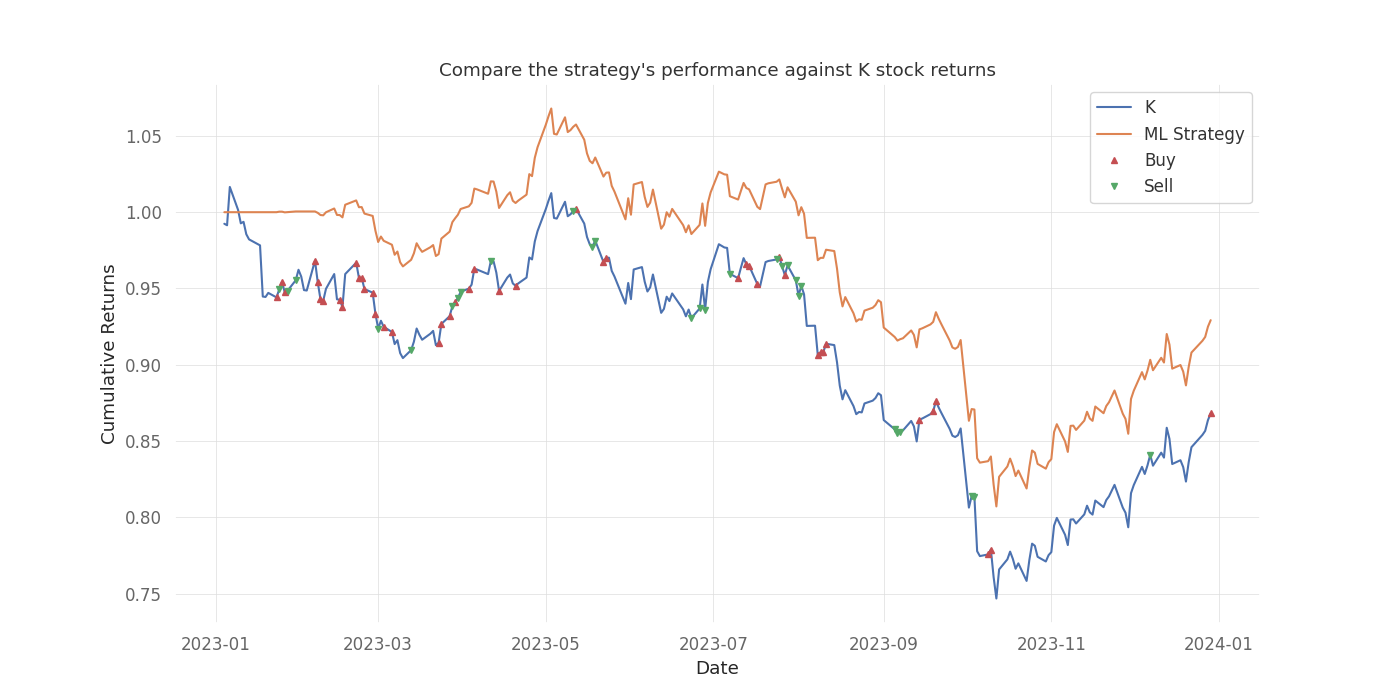 Compare the strategy's performance against K stock returns
K
ML Strategy
Buy
Sell
Cumulative Returns
1.05
1.00
0.95
0.90
0.85
0.80
0.75
2023-01 2023-03 2023-05 2023-07 2023-09 2023-11 2024-01
Date